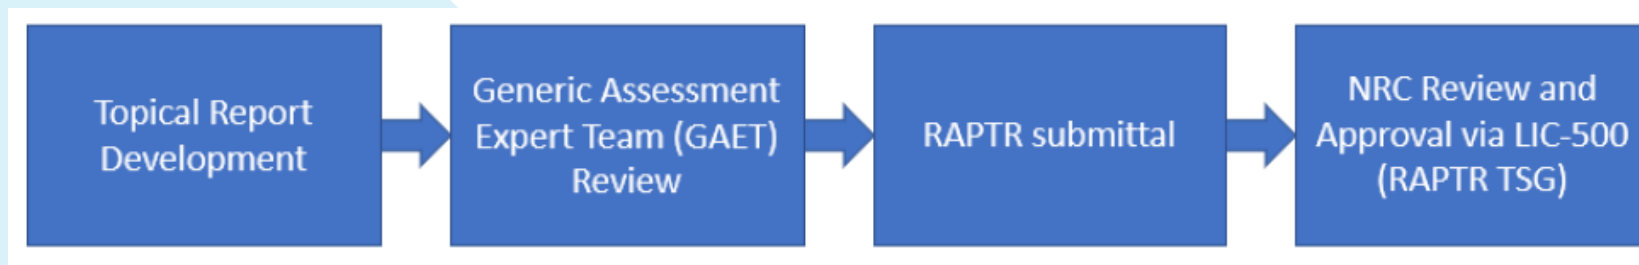 Topical Report
Development
Generic Assessment
Expert Team (GAET)
Review
RAPTR submittal
NRC Review and
Approval via LIC-500
(RAPTR TSG)